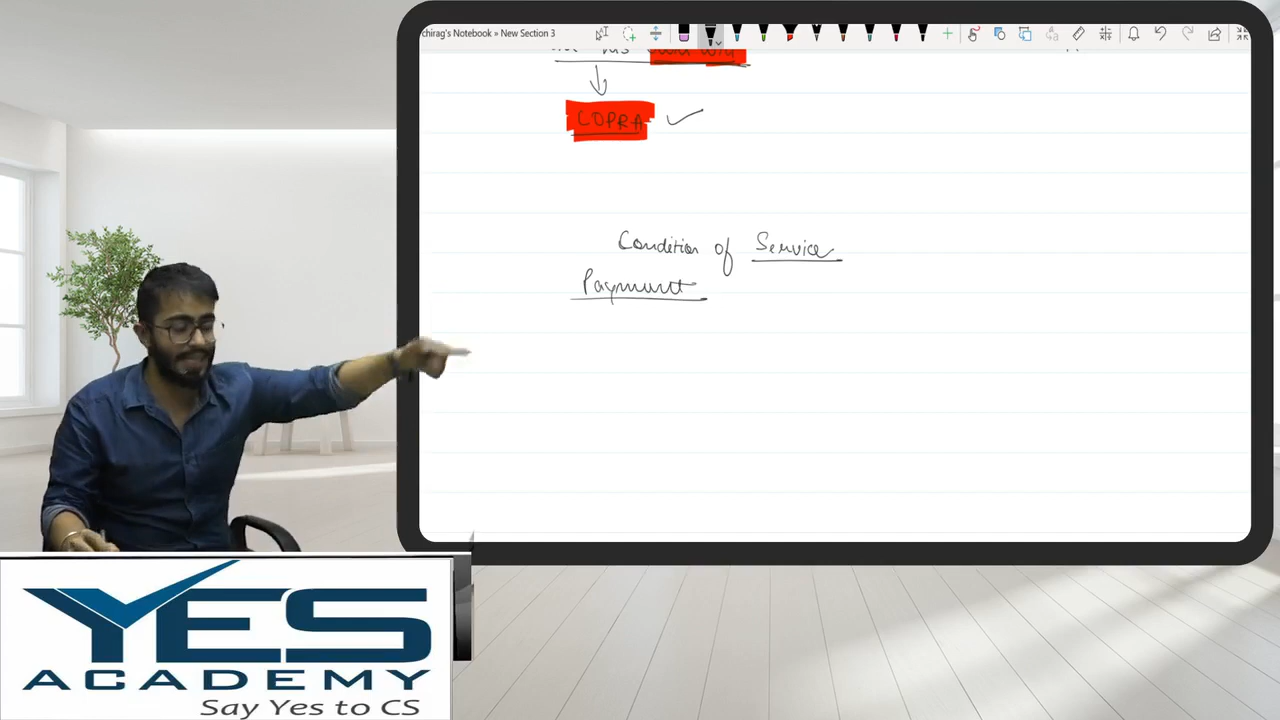 chirag's Notebook » New Section 3
COPRA
Condition of Service
Payment
YES
ACADEMY
Say Yes to CS